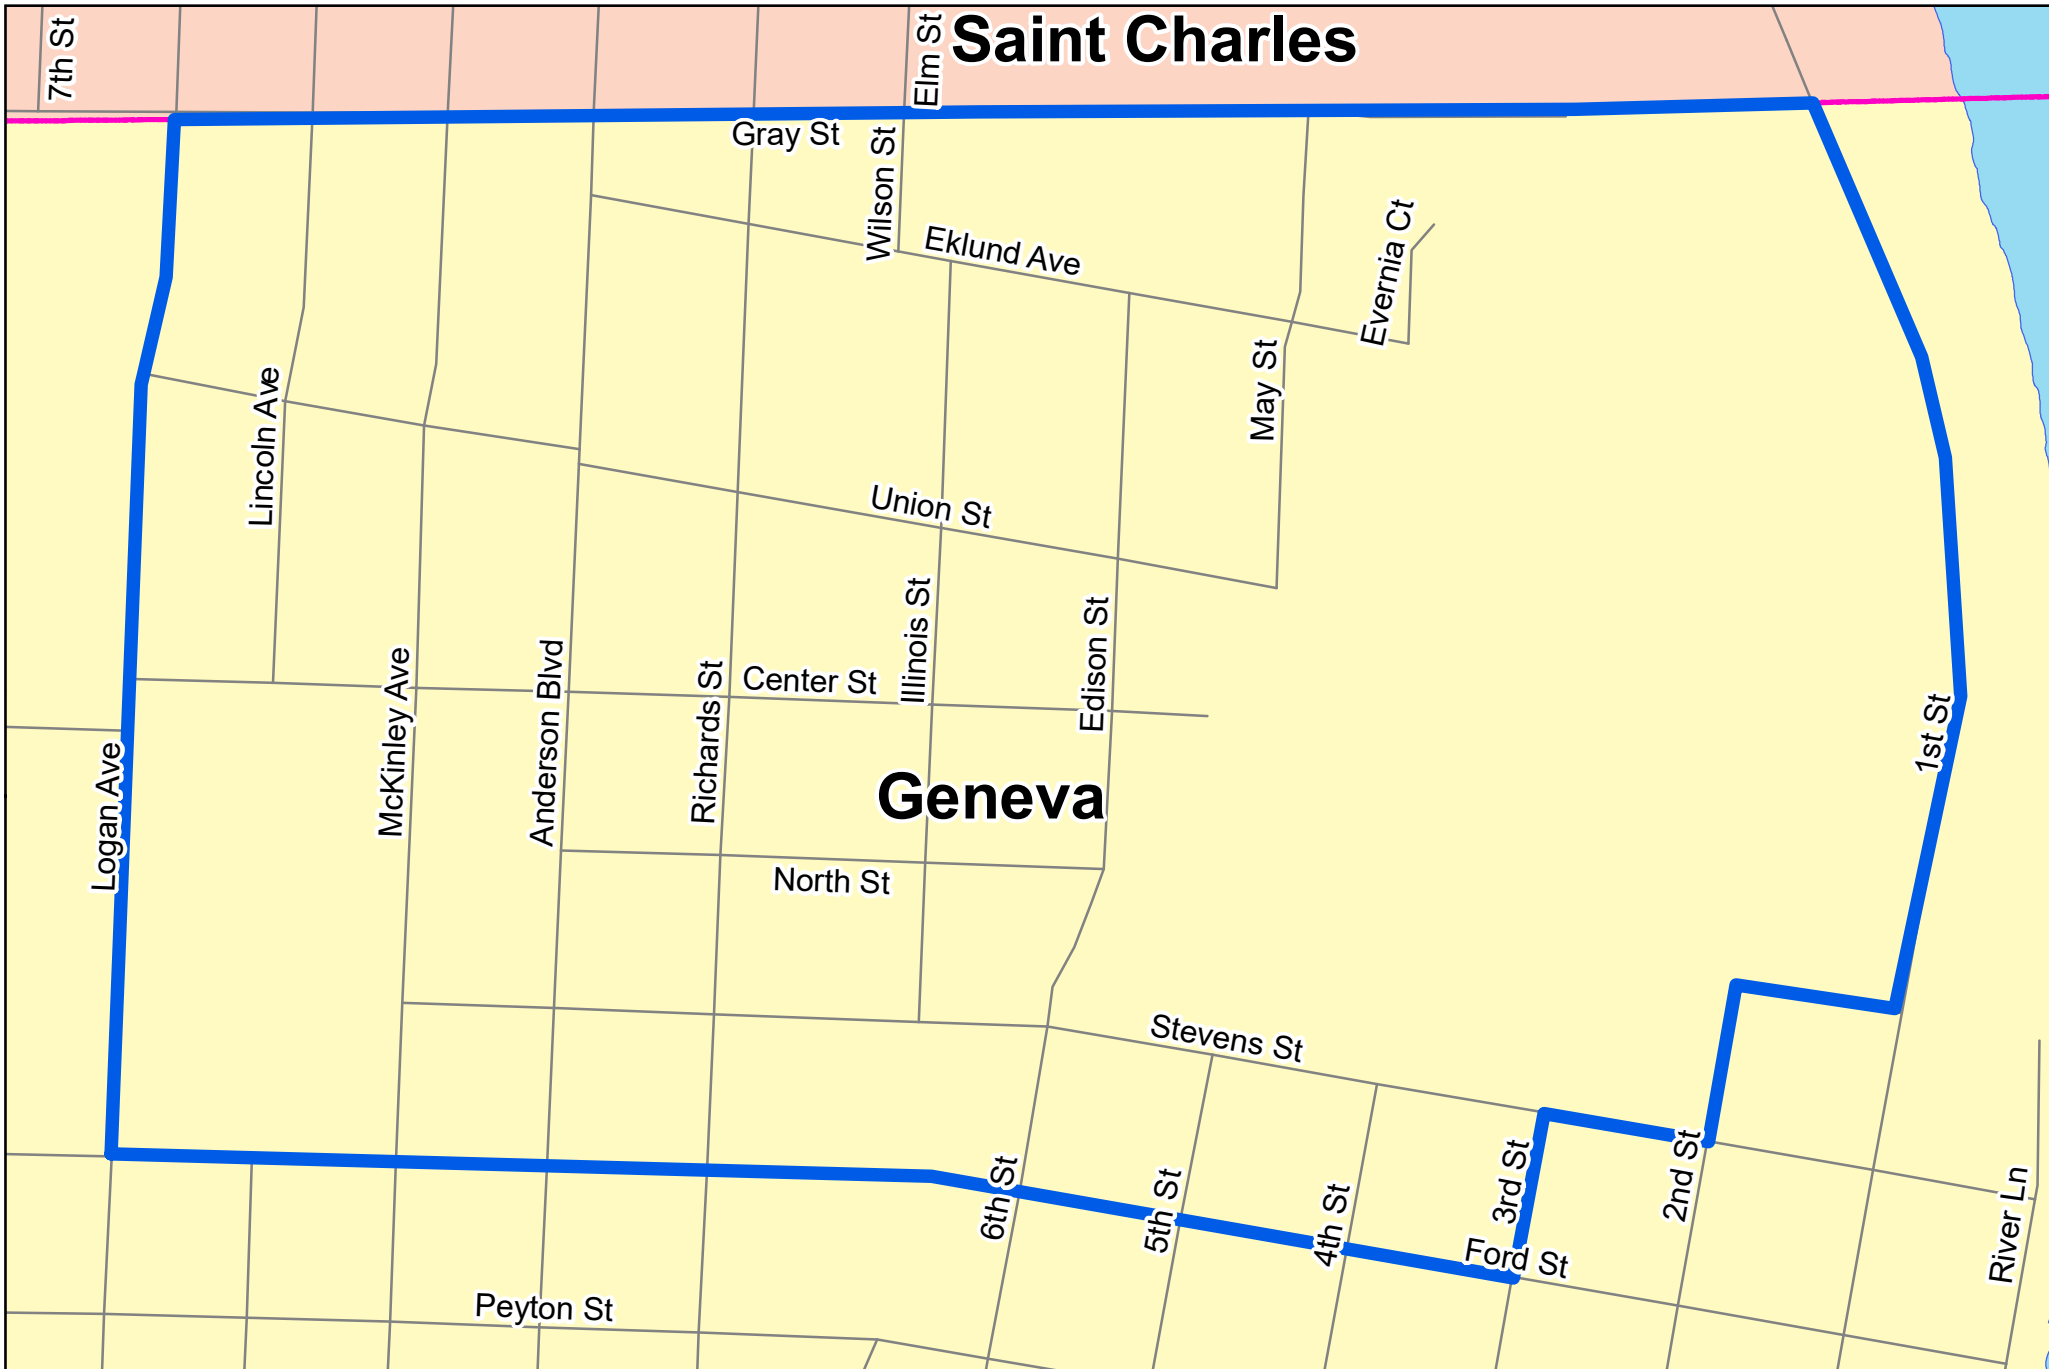 7th St
Elm St
Saint Charles
Gray St
Wilson St
Eklund Ave
Evernia Ct
May St
Lincoln Ave
Union St
Illinois St
Edison St
McKinley Ave
Anderson Blvd
Richards St
Center St
1st St
Logan Ave
Geneva
North St
Stevens St
6th St
5th St
4th St
3rd St
2nd St
River Ln
Ford St
Peyton St